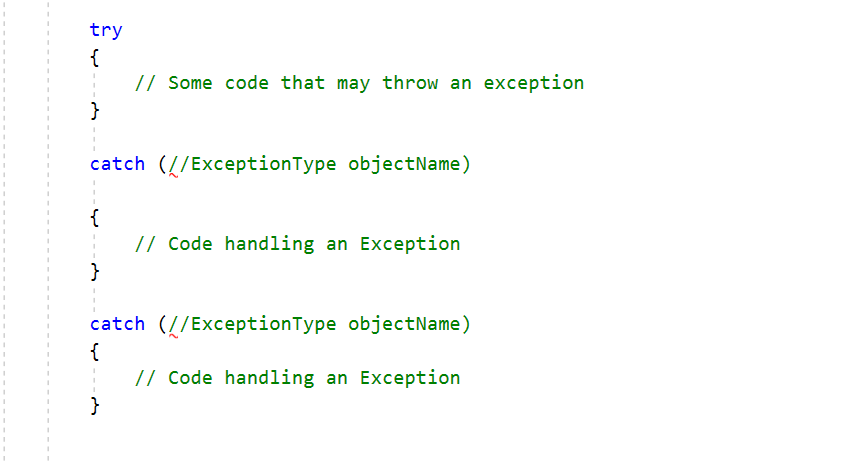 try
{
// Some code that may throw an exception
}
catch (//ExceptionType objectName)
{
// Code handling an Exception
}
catch (//ExceptionType objectName)
{
// Code handling an Exception
}